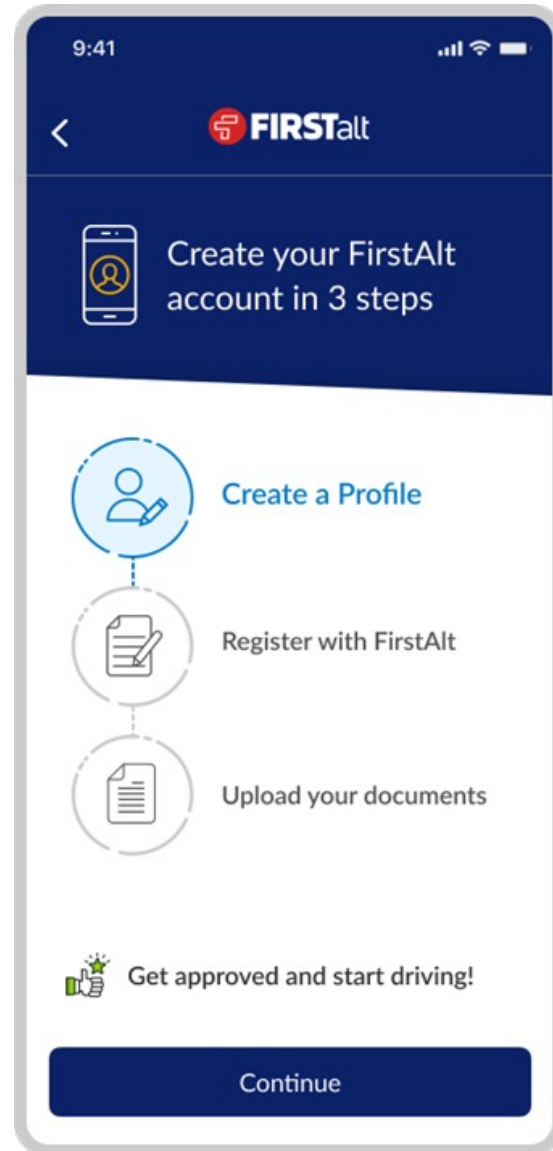 9:41
FIRSTalt
Create your FirstAlt
account in 3 steps
Create a Profile
Register with FirstAlt
Upload your documents
Get approved and start driving!
Continue